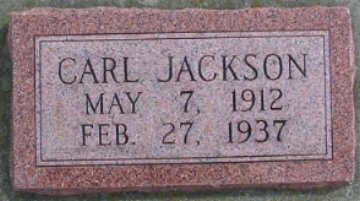 CARL JACKSON
MAY 7, 1912
FEB. 27, 1937